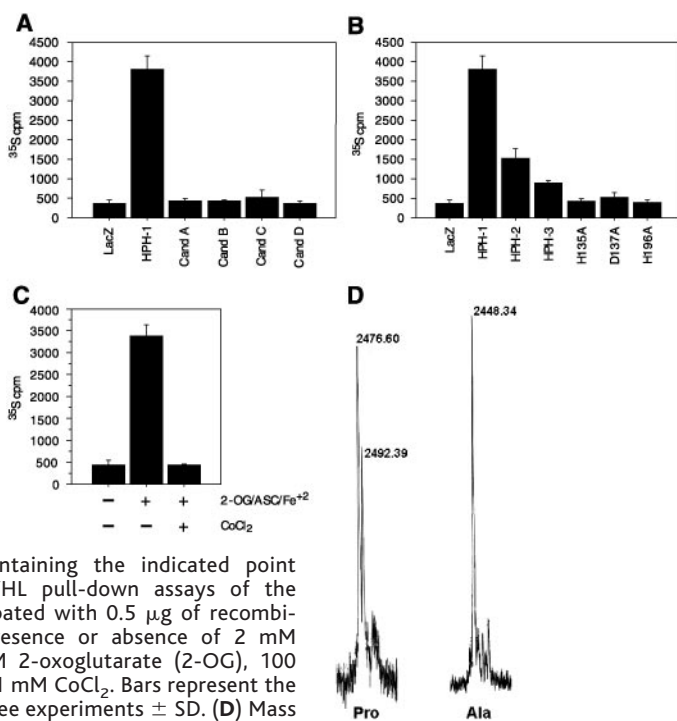 A
35S cpm
4500
4000
3500
3000
2500
2000
1500
1000
500
0
LacZ
HPH-1
Cand A
Cand B
Cand C
Cand D
B
35S cpm
4500
4000
3500
3000
2500
2000
1500
1000
500
0
LacZ
HPH-1
HPH-2
HPH-3
H135A
D137A
H196A
C
35S cpm
4000
3500
3000
2500
2000
1500
1000
500
0
− + + 2-OG/ASC/Fe+2
− − + CoCl2
D
2476.60
2492.39
2448.34
Pro Ala
ntaining the indicated point
HL pull-down assays of the
bated with 0.5 μg of recombi-
esence or absence of 2 mM
M 2-oxoglutarate (2-OG), 100
1 mM CoCl2. Bars represent the
ee experiments ± SD. (D) Mass